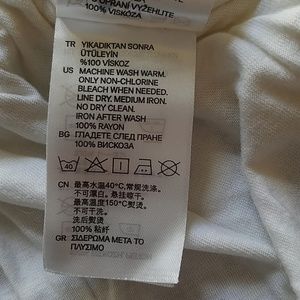 OPRANÍ VYŽEHLITE
100% VISKÓZA
TR YIKADIKTAN SONRA
ÜTÜLEYİN
%100 VİSKOZ
US MACHINE WASH WARM.
ONLY NON-CHLORINE
BLEACH WHEN NEEDED.
LINE DRY. MEDIUM IRON.
NO DRY CLEAN.
IRON AFTER WASH
100% RAYON
BG ГЛАДЕТЕ СЛЕД ПРАНЕ
100% ВИСКОЗА
40
CN 最高水温40°C,常规洗涤.
不可漂白. 悬挂晾干.
最高温度150°C熨烫.
不可干洗.
洗后熨烫
100% 粘纤
GR ΣΙΔΕΡΩΜΑ ΜΕΤΑ ΤΟ
ΠΛΥΣΙΜΟ